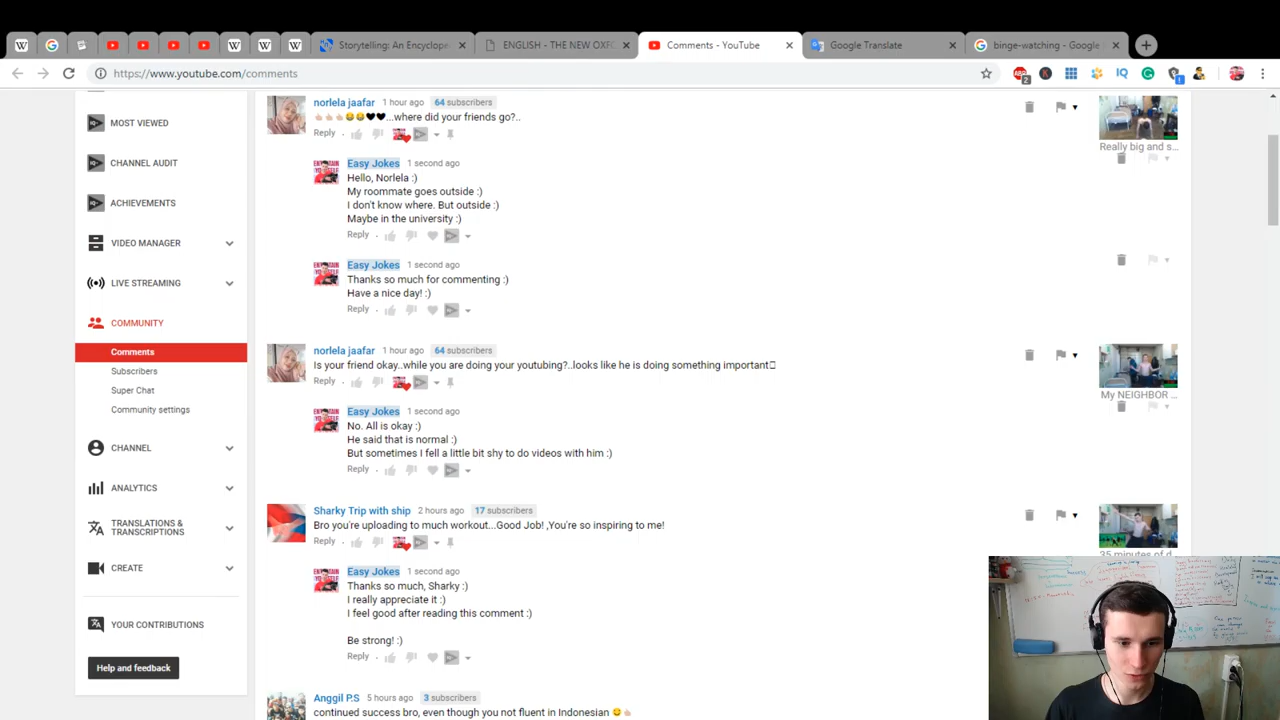 Storytelling: An Encyclope
ENGLISH - THE NEW OXFO
Comments - YouTube
Google Translate
binge-watching - Google
https://www.youtube.com/comments
MOST VIEWED
CHANNEL AUDIT
ACHIEVEMENTS
VIDEO MANAGER
LIVE STREAMING
COMMUNITY
Comments
Subscribers
Super Chat
Community settings
CHANNEL
ANALYTICS
TRANSLATIONS &
TRANSCRIPTIONS
CREATE
YOUR CONTRIBUTIONS
Help and feedback
norlela jaafar 1 hour ago 64 subscribers
👆🏻👆🏻👆🏻😂😂🖤🖤...where did your friends go?..
Reply
Really big and s...
Easy Jokes 1 second ago
Hello, Norlela :)
My roommate goes outside :)
I don't know where. But outside :)
Maybe in the university :)
Reply
Easy Jokes 1 second ago
Thanks so much for commenting :)
Have a nice day! :)
Reply
norlela jaafar 1 hour ago 64 subscribers
Is your friend okay..while you are doing your youtubing?..looks like he is doing something important
Reply
My NEIGHBOR ...
Easy Jokes 1 second ago
No. All is okay :)
He said that is normal :)
But sometimes I fell a little bit shy to do videos with him :)
Reply
Sharky Trip with ship 2 hours ago 17 subscribers
Bro you're uploading to much workout...Good Job! ,You're so inspiring to me!
Reply
35 minutes of d
Easy Jokes 1 second ago
Thanks so much, Sharky :)
I really appreciate it :)
I feel good after reading this comment :)
Be strong! :)
Reply
Anggil P.S 5 hours ago 3 subscribers
continued success bro, even though you not fluent in Indonesian